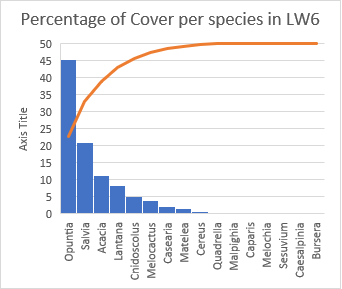 Percentage of Cover per species in LW6
50
45
40
35
30
25
20
15
10
5
0
Axis Title
Opuntia
Salvia
Acacia
Lantana
Cnidoscolus
Melocactus
Casearia
Matelea
Cereus
Quadrella
Malpighia
Caparis
Melochia
Sesuvium
Caesalpinia
Bursera